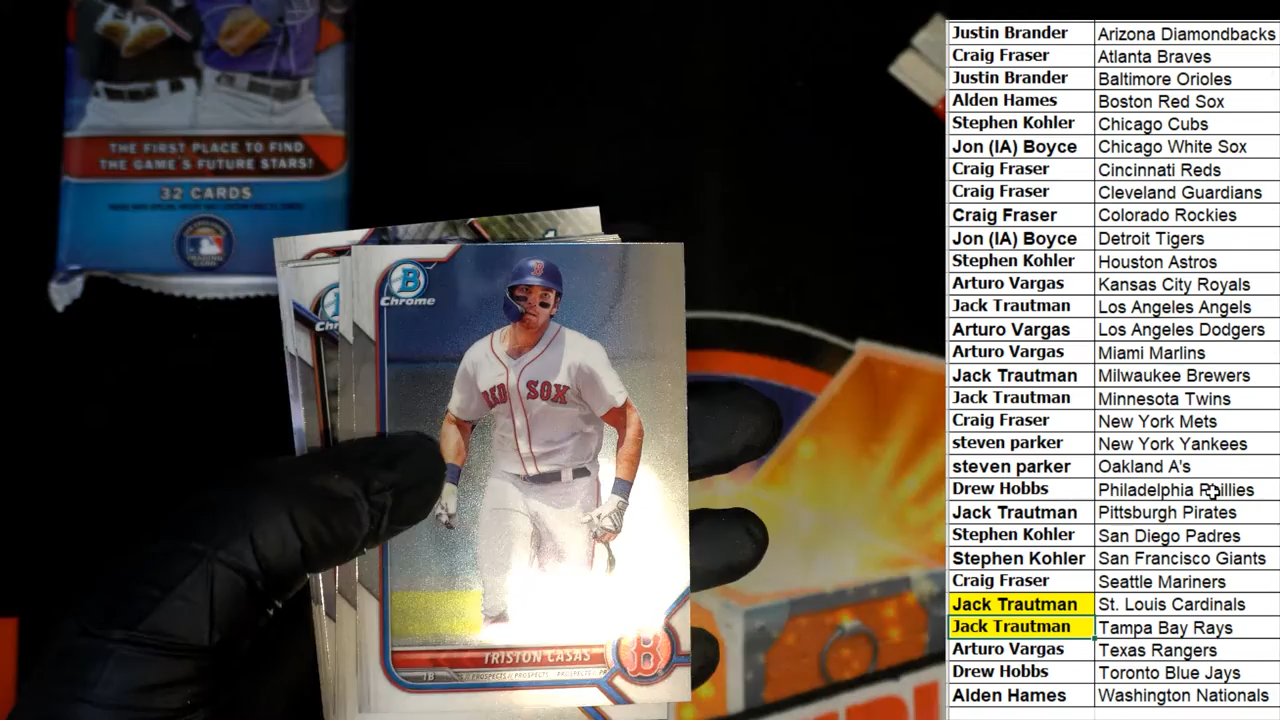 THE FIRST PLACE TO FIND
THE GAME'S FUTURE STARS!
32 CARDS
B
Chrome
Ch
RED SOX
TRISTON CASAS
1B
PROSPECTS PROSPECTS
B
Justin Brander Arizona Diamondbacks
Craig Fraser Atlanta Braves
Justin Brander Baltimore Orioles
Alden Hames Boston Red Sox
Stephen Kohler Chicago Cubs
Jon (IA) Boyce Chicago White Sox
Craig Fraser Cincinnati Reds
Craig Fraser Cleveland Guardians
Craig Fraser Colorado Rockies
Jon (IA) Boyce Detroit Tigers
Stephen Kohler Houston Astros
Arturo Vargas Kansas City Royals
Jack Trautman Los Angeles Angels
Arturo Vargas Los Angeles Dodgers
Arturo Vargas Miami Marlins
Jack Trautman Milwaukee Brewers
Jack Trautman Minnesota Twins
Craig Fraser New York Mets
steven parker New York Yankees
steven parker Oakland A's
Drew Hobbs Philadelphia Phillies
Jack Trautman Pittsburgh Pirates
Stephen Kohler San Diego Padres
Stephen Kohler San Francisco Giants
Craig Fraser Seattle Mariners
Jack Trautman St. Louis Cardinals
Jack Trautman Tampa Bay Rays
Arturo Vargas Texas Rangers
Drew Hobbs Toronto Blue Jays
Alden Hames Washington Nationals